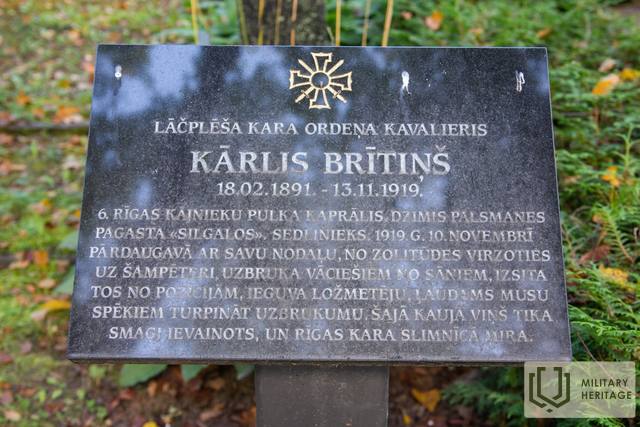 LĀČPLĒŠA KARA ORDEŅA KAVALIERIS
KĀRLIS BRĪTIŅŠ
18.02.1891. - 13.11.1919.
6. RĪGAS KĀJNIEKU PULKA KAPRĀLIS. DZIMIS PALSMANES
PAGASTA «SILGAĻOS», SEDLINIEKS. 1919. G. 10. NOVEMBRĪ
PĀRDAUGAVĀ AR SAVU NODAĻU, NO ZOLITŪDES VIRZOTIES
UZ ŠAMPĒTERI, UZBRUKA VĀCIEŠIEM NO SĀNIEM, IZSITA
TOS NO POZĪCIJĀM, IEGUVA LOŽMETĒJU, ĻAUDAMS MŪSU
SPĒKIEM TURPINĀT UZBRUKUMU. ŠAJĀ KAUJĀ VIŅŠ TIKA
SMAGI IEVAINOTS, UN RĪGAS KARA SLIMNĪCĀ MIRA.
MILITARY
HERITAGE